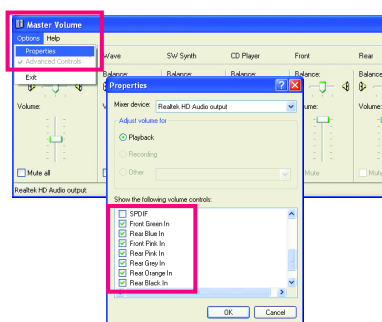 Master Volume
Options Help
Properties
Advanced Controls
Exit
Wave SW Synth CD Player Front Rear
Balance: Balance: Balance: Balance: Balance
Volume: V ume: Volume:
Mute all Mute Mute
Realtek HD Audio output
Properties
Mixer device: Realtek HD Audio output
Adjust volume for
Playback
Recording
Other
Show the following volume controls:
SPDIF
Front Green In
Rear Blue In
Front Pink In
Rear Pink In
Rear Grey In
Rear Orange In
Rear Black In
OK Cancel